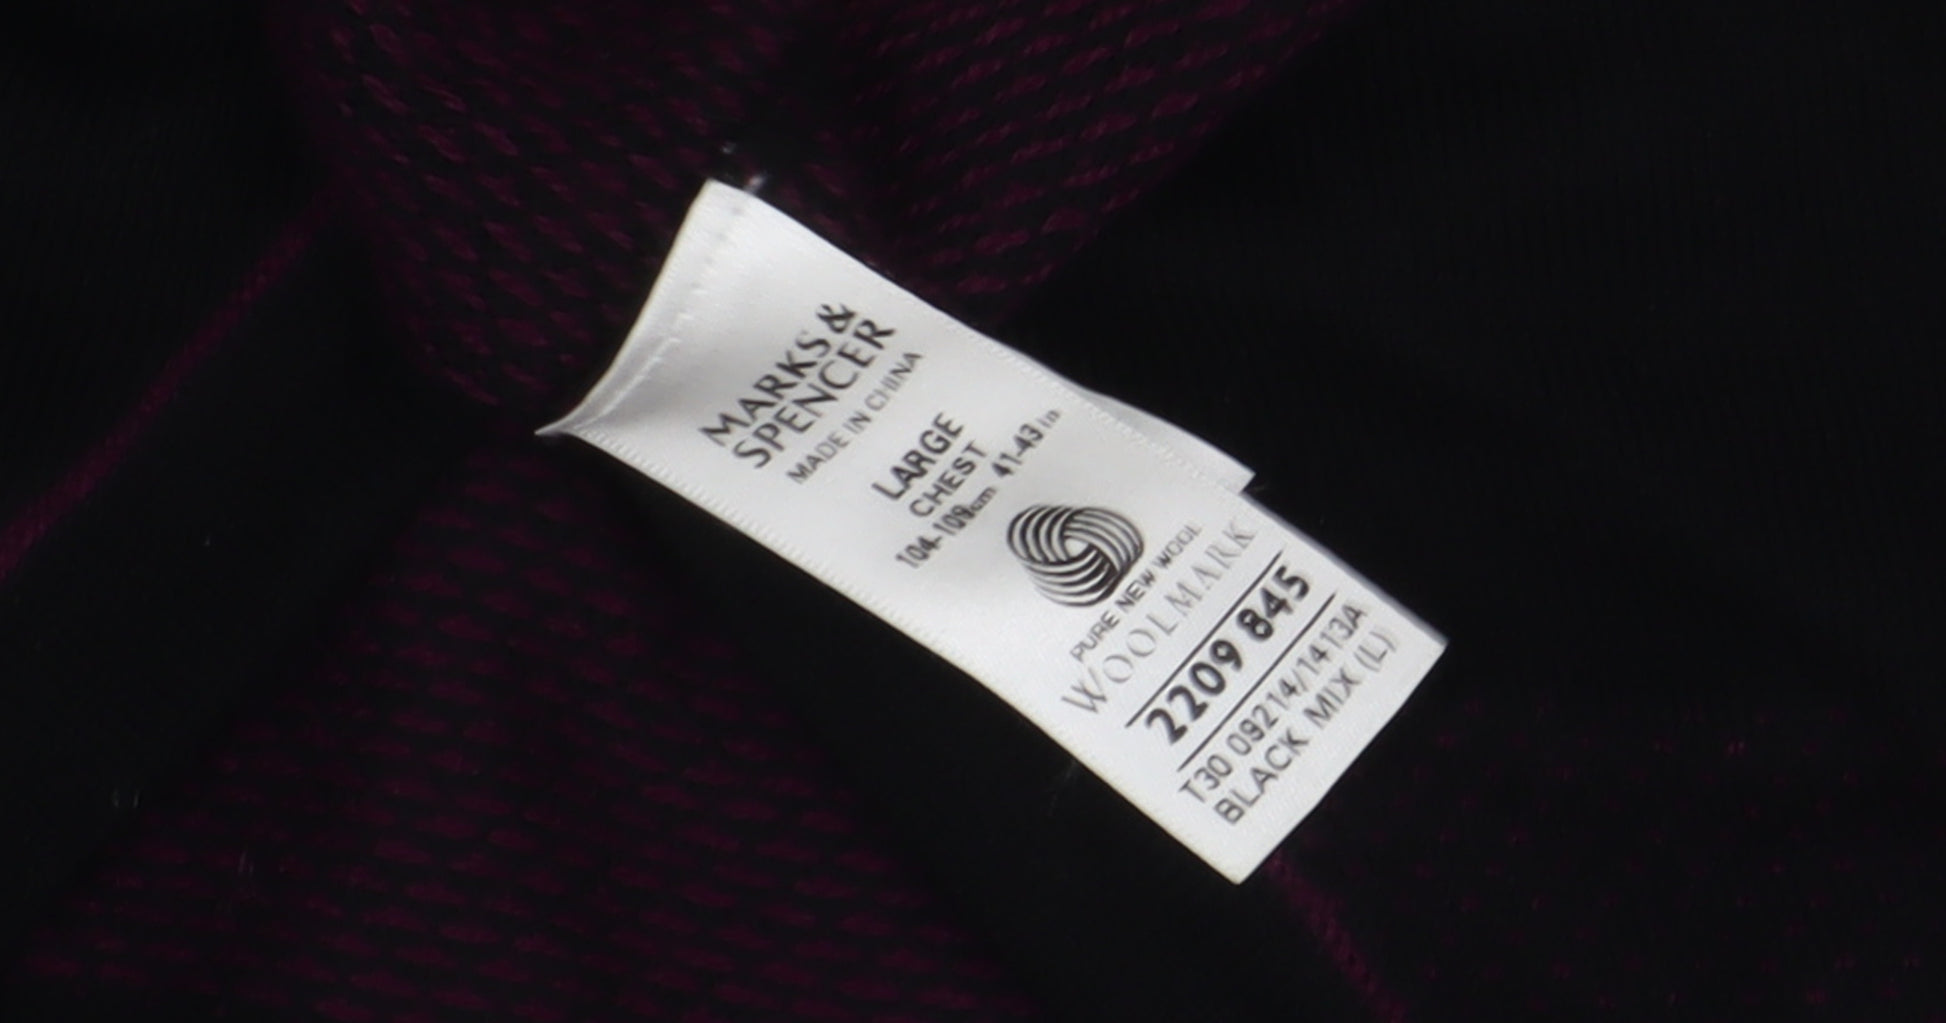 MARKS &
SPENCER
MADE IN CHINA
LARGE
CHEST
104-109cm 41-43in
PURE NEW WOOL
WOOLMARK
2209 845
T30 09214/1413A
BLACK MIX (L)